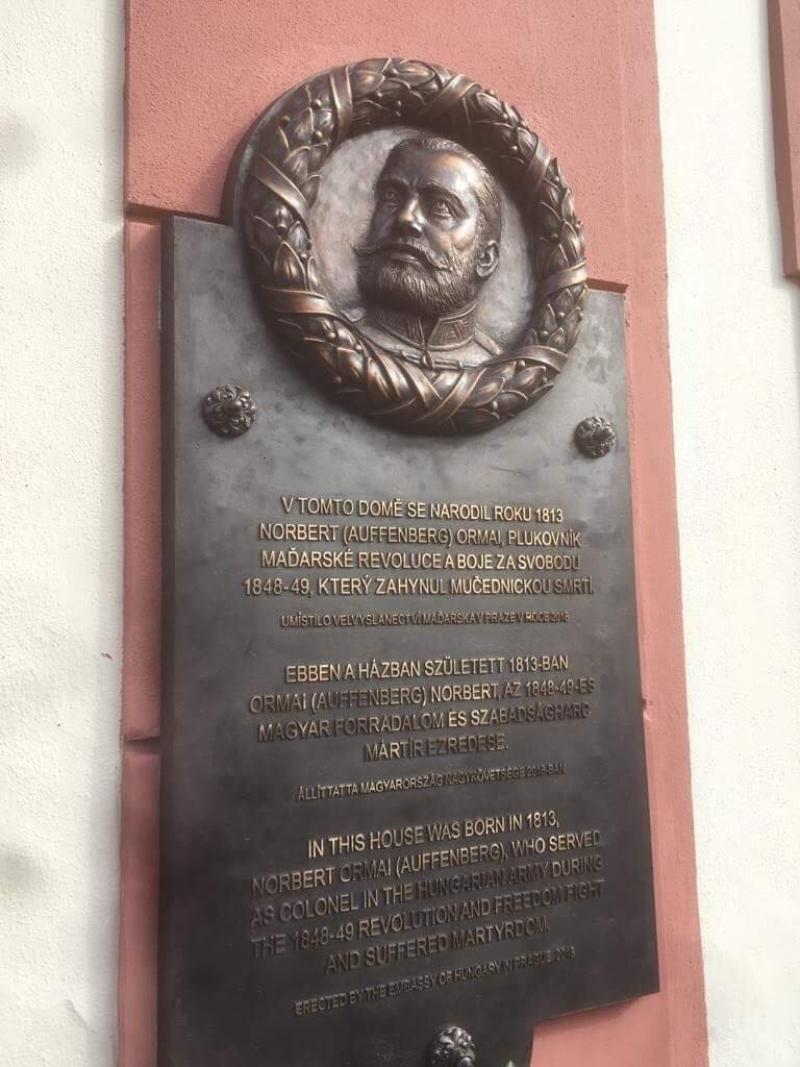 V TOMTO DOMĚ SE NARODIL ROKU 1813
NORBERT (AUFFENBERG) ORMAI, PLUKOVNÍK
MAĎARSKÉ REVOLUCE A BOJE ZA SVOBODU
1848-49, KTERÝ ZAHYNUL MUČEDNICKOU SMRTÍ.
UMÍSTILO VELVYSLANECTVÍ MAĎARSKA V PRAZE V ROCE 2018
EBBEN A HÁZBAN SZÜLETETT 1813-BAN
ORMAI (AUFFENBERG) NORBERT, AZ 1848-49-ES
MAGYAR FORRADALOM ÉS SZABADSÁGHARC
MÁRTÍR EZREDESE.
ÁLLÍTTATTA MAGYARORSZÁG NAGYKÖVETSÉGE 2018-BAN
IN THIS HOUSE WAS BORN IN 1813,
NORBERT ORMAI (AUFFENBERG), WHO SERVED
AS COLONEL IN THE HUNGARIAN ARMY DURING
THE 1848-49 REVOLUTION AND FREEDOM FIGHT
AND SUFFERED MARTYRDOM.
ERECTED BY THE EMBASSY OF HUNGARY IN PRAGUE, 2018